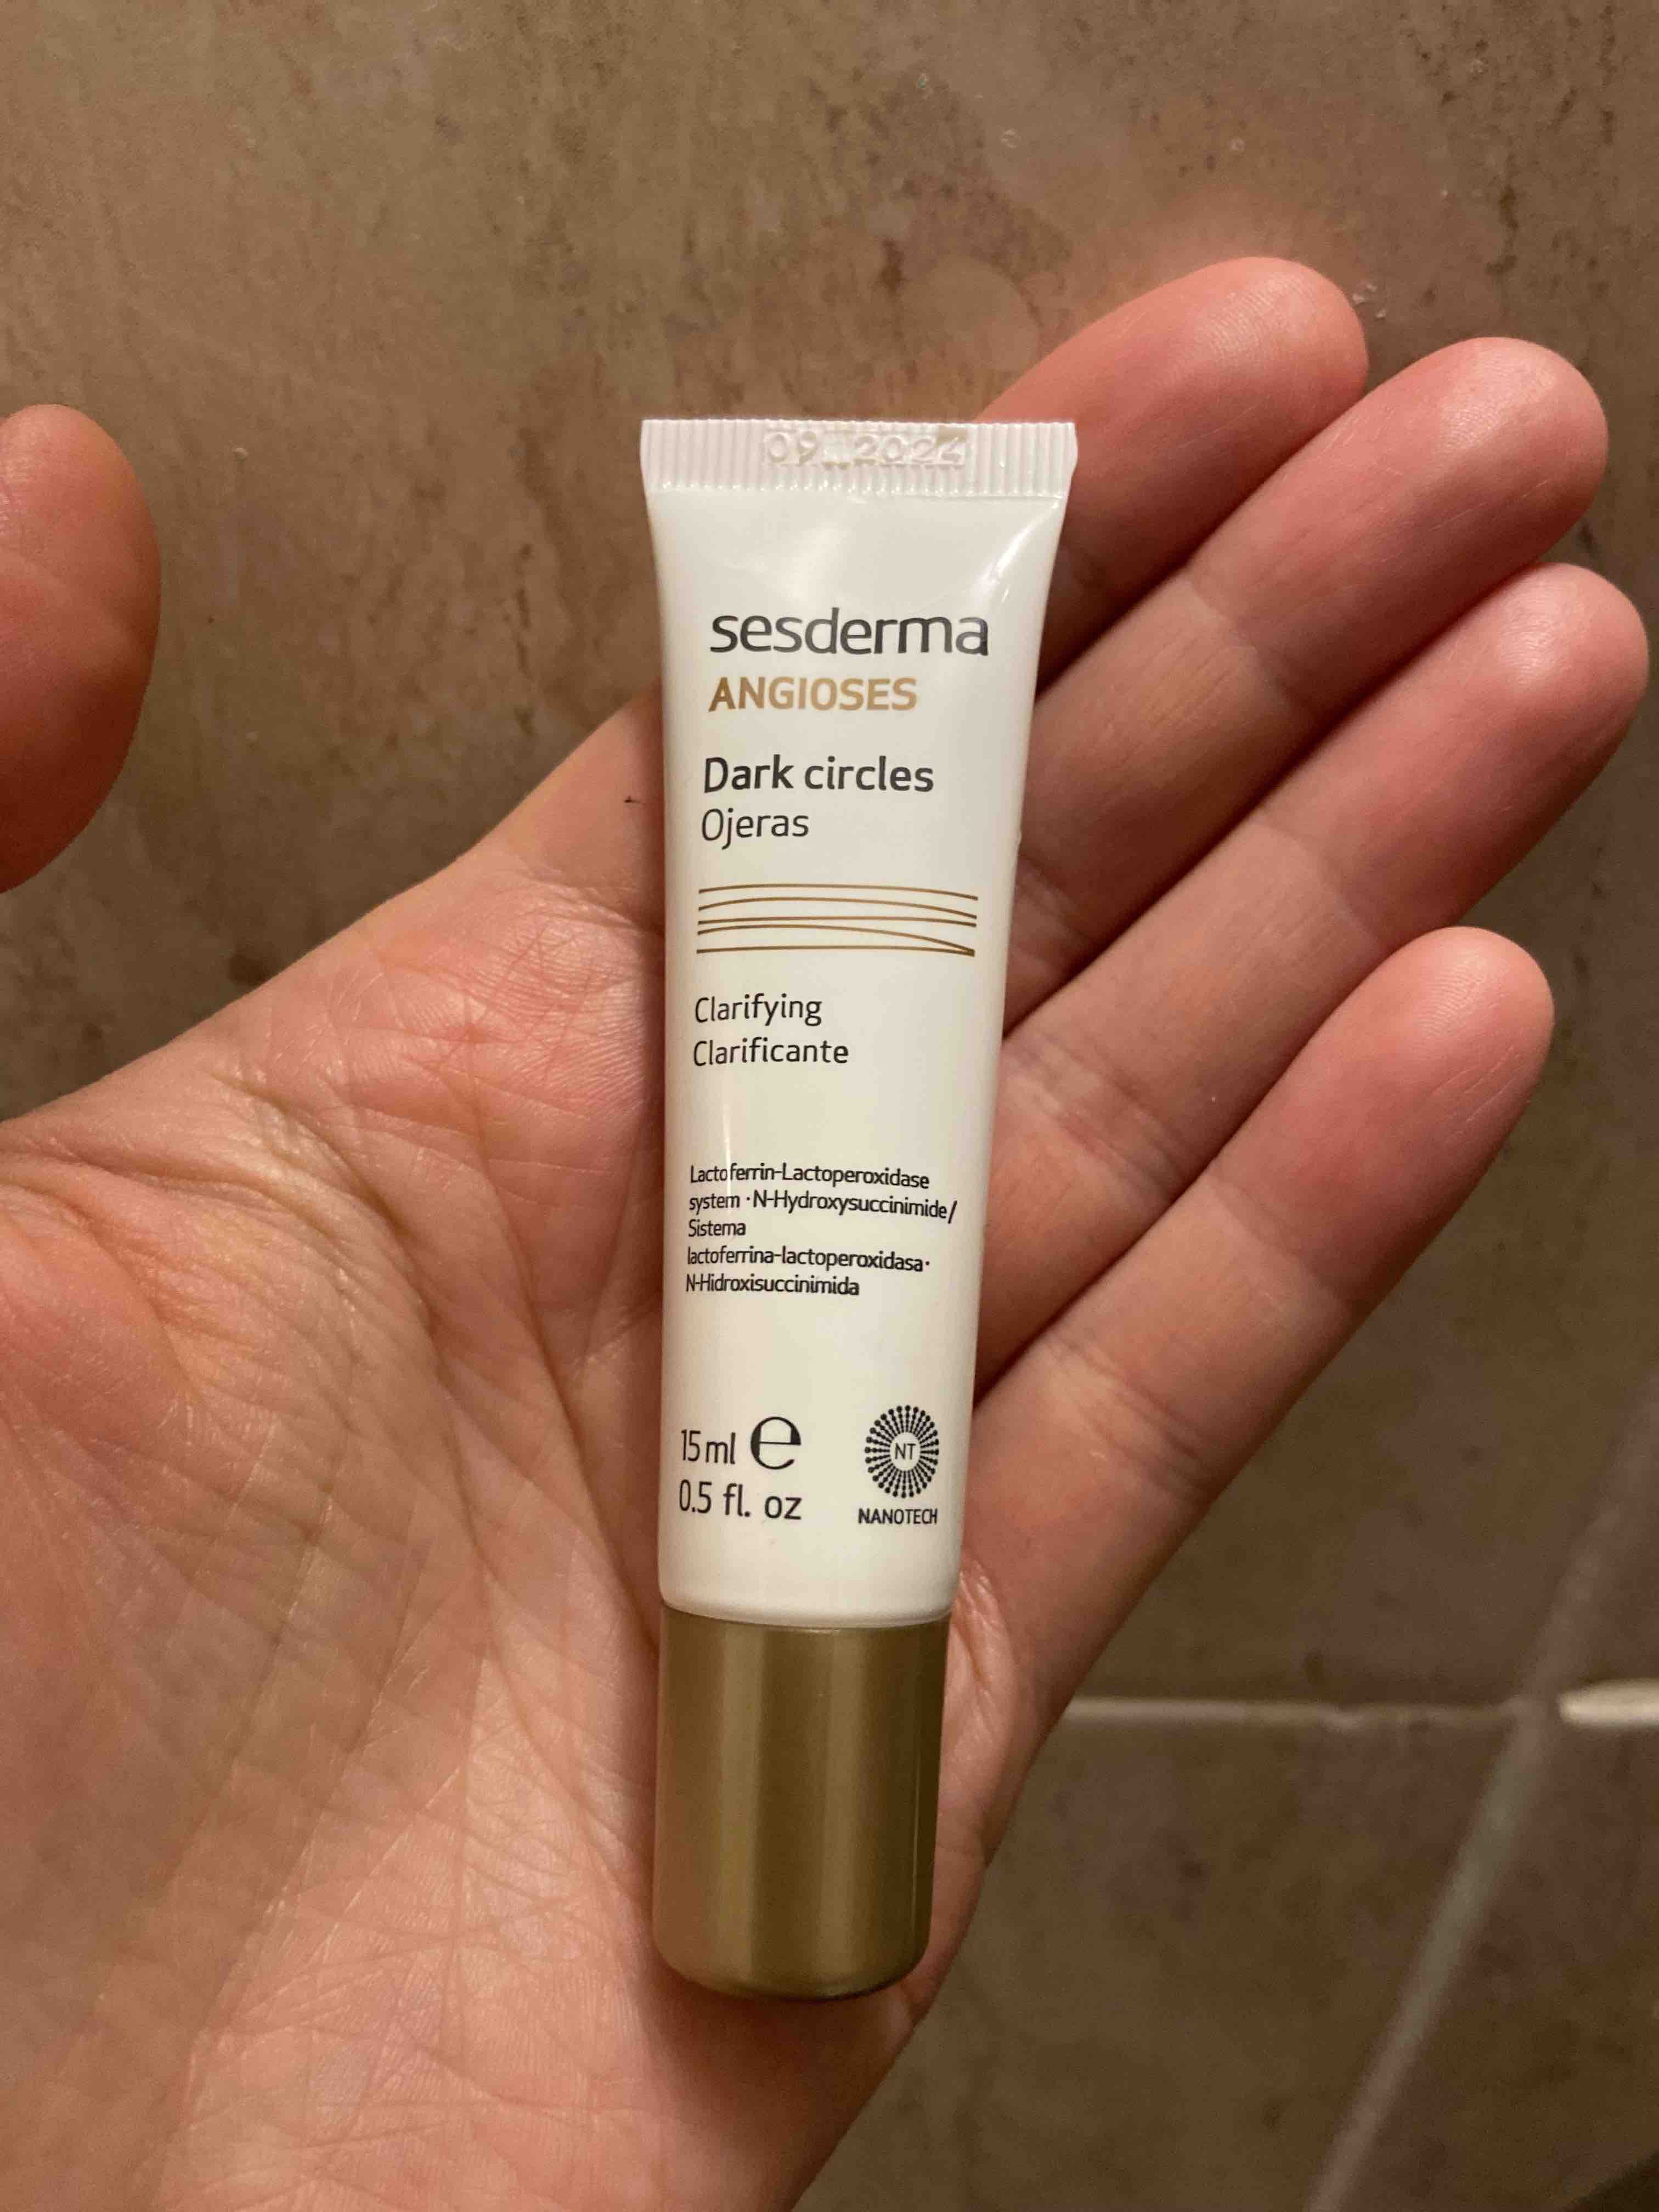 09 2024
sesderma
ANGIOSES
Dark circles
Ojeras
Clarifying
Clarificante
Lactoferrin-Lactoperoxidase
system · N-Hydroxysuccinimide/
Sistema
lactoferrina-lactoperoxidasa·
N-Hidroxisuccinimida
15 ml ℮
0.5 fl. oz
NT
NANOTECH